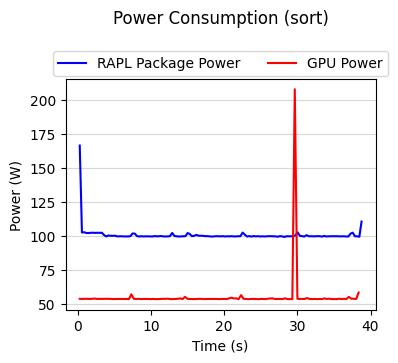 Power Consumption (sort)
RAPL Package Power
GPU Power
Power (W)
200
175
150
125
100
75
50
0
10
20
30
40
Time (s)